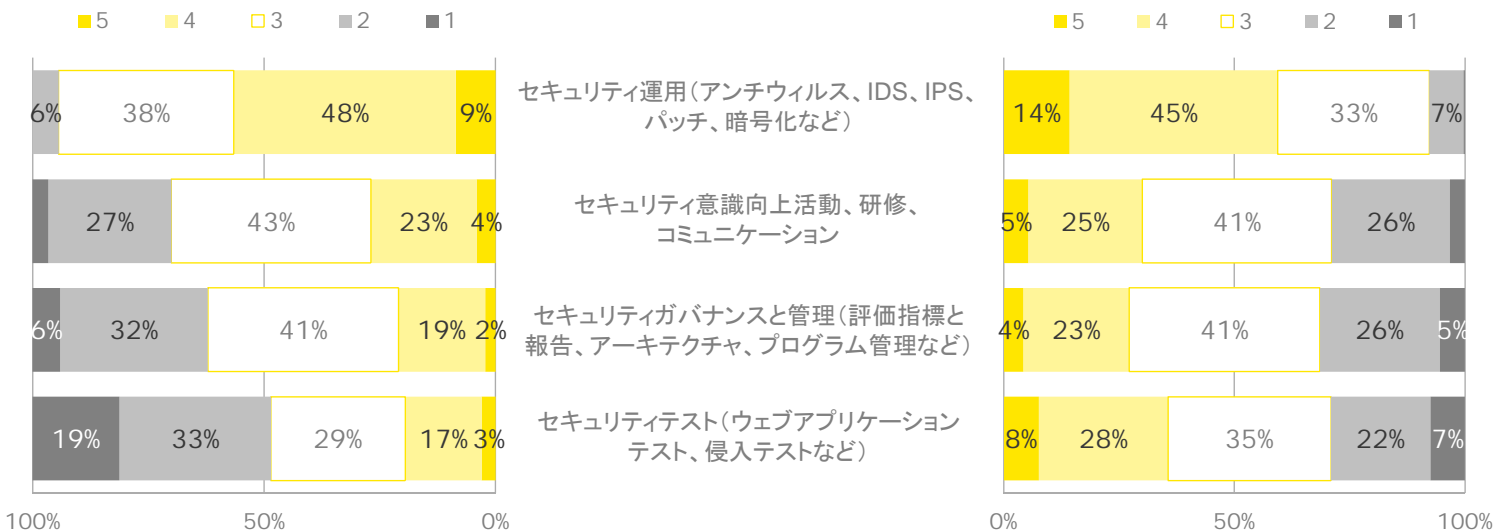 5 4 3 2 1
5 4 3 2 1
6% 38% 48% 9%
セキュリティ運用（アンチウィルス、IDS、IPS、
パッチ、暗号化など）
14% 45% 33% 7%
27% 43% 23% 4%
セキュリティ意識向上活動、研修、
コミュニケーション
5% 25% 41% 26%
6% 32% 41% 19% 2%
セキュリティガバナンスと管理（評価指標と
報告、アーキテクチャ、プログラム管理など）
4% 23% 41% 26% 5%
19% 33% 29% 17% 3%
セキュリティテスト（ウェブアプリケーション
テスト、侵入テストなど）
8% 28% 35% 22% 7%
100% 50% 0%
0% 50% 100%